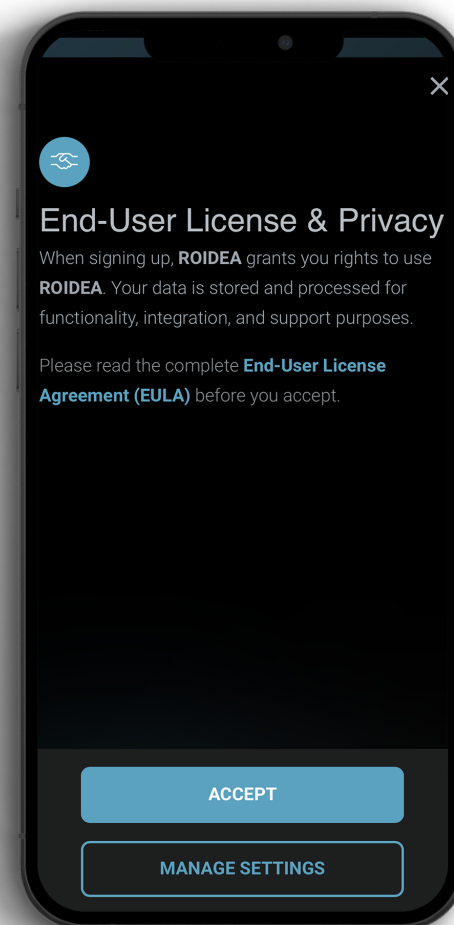 End-User License & Privacy
When signing up, ROIDEA grants you rights to use
ROIDEA. Your data is stored and processed for
functionality, integration, and support purposes.
Please read the complete End-User License
Agreement (EULA) before you accept.
ACCEPT
MANAGE SETTINGS